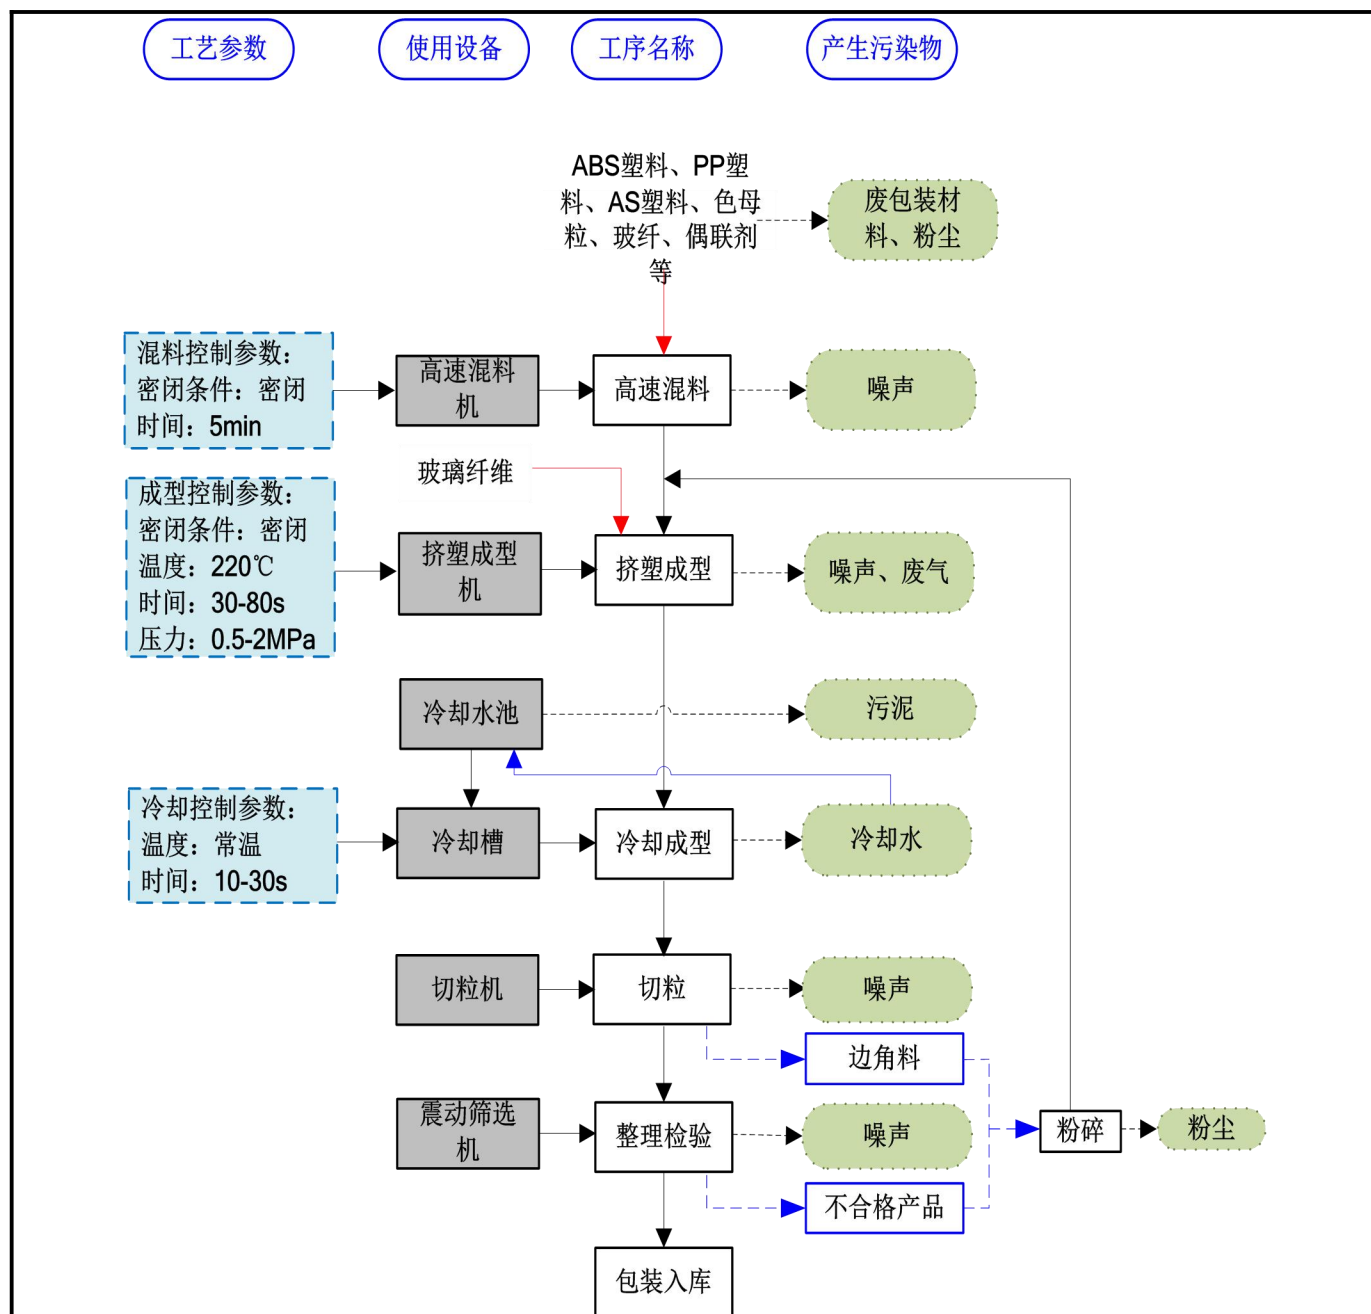 工艺参数
使用设备
工序名称
产生污染物
ABS塑料、PP塑
料、AS塑料、色母
粒、玻纤、偶联剂
等
废包装材
料、粉尘
混料控制参数：
密闭条件：密闭
时间：5min
高速混料
机
高速混料
噪声
玻璃纤维
成型控制参数：
密闭条件：密闭
温度：220℃
时间：30-80s
压力：0.5-2MPa
挤塑成型
机
挤塑成型
噪声、废气
冷却水池
污泥
冷却控制参数：
温度：常温
时间：10-30s
冷却槽
冷却成型
冷却水
切粒机
切粒
噪声
边角料
震动筛选
机
整理检验
噪声
粉碎
粉尘
不合格产品
包装入库